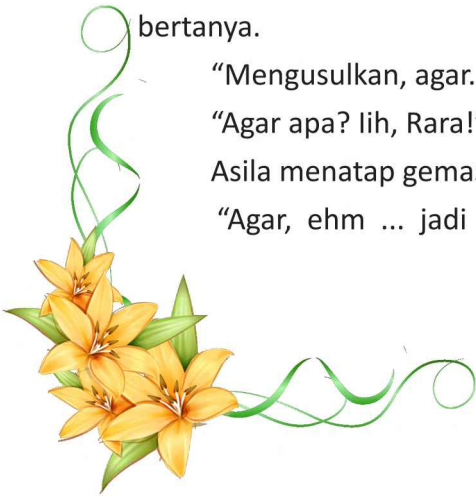 bertanya.
“Mengusulkan, agar.
“Agar apa? Iih, Rara!
Asila menatap gema
“Agar, ehm ... jadi